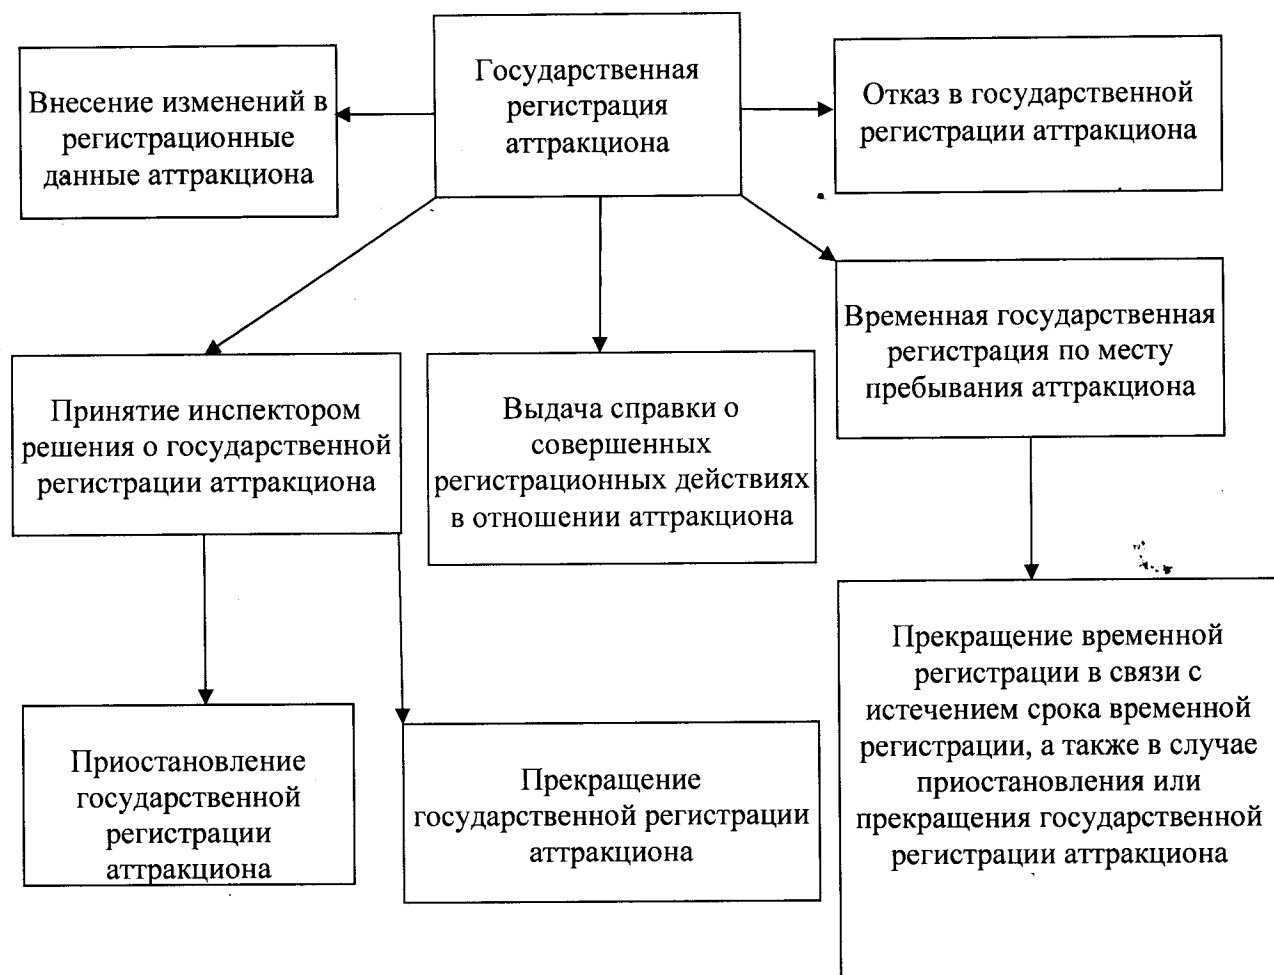 Государственная
регистрация
аттракциона
Внесение изменений в
регистрационные
данные аттракциона
Отказ в государственной
регистрации аттракциона
Временная государственная
регистрация по месту
пребывания аттракциона
Принятие инспектором
решения о государственной
регистрации аттракциона
Выдача справки о
совершенных
регистрационных действиях
в отношении аттракциона
Приостановление
государственной
регистрации
аттракциона
Прекращение
государственной регистрации
аттракциона
Прекращение временной
регистрации в связи с
истечением срока временной
регистрации, а также в случае
приостановления или
прекращения государственной
регистрации аттракциона